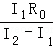 I₁R₀
I₂ − I₁